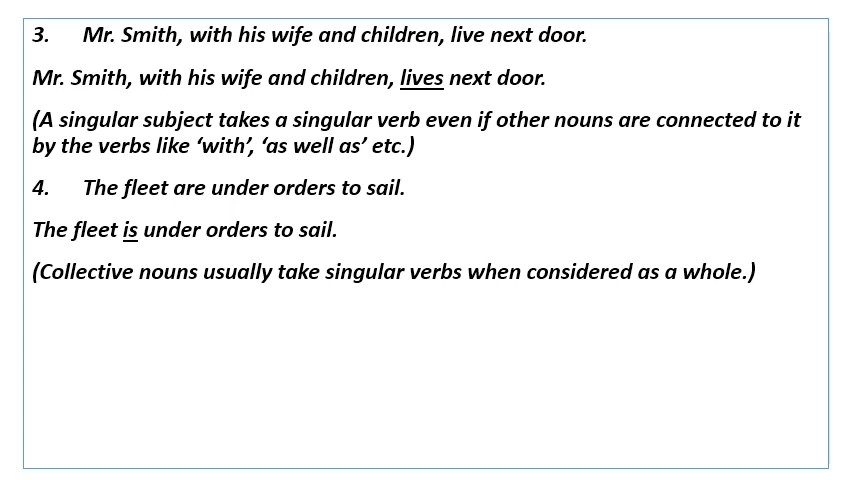 3. Mr. Smith, with his wife and children, live next door.
Mr. Smith, with his wife and children, lives next door.
(A singular subject takes a singular verb even if other nouns are connected to it
by the verbs like ‘with’, ‘as well as’ etc.)
4. The fleet are under orders to sail.
The fleet is under orders to sail.
(Collective nouns usually take singular verbs when considered as a whole.)